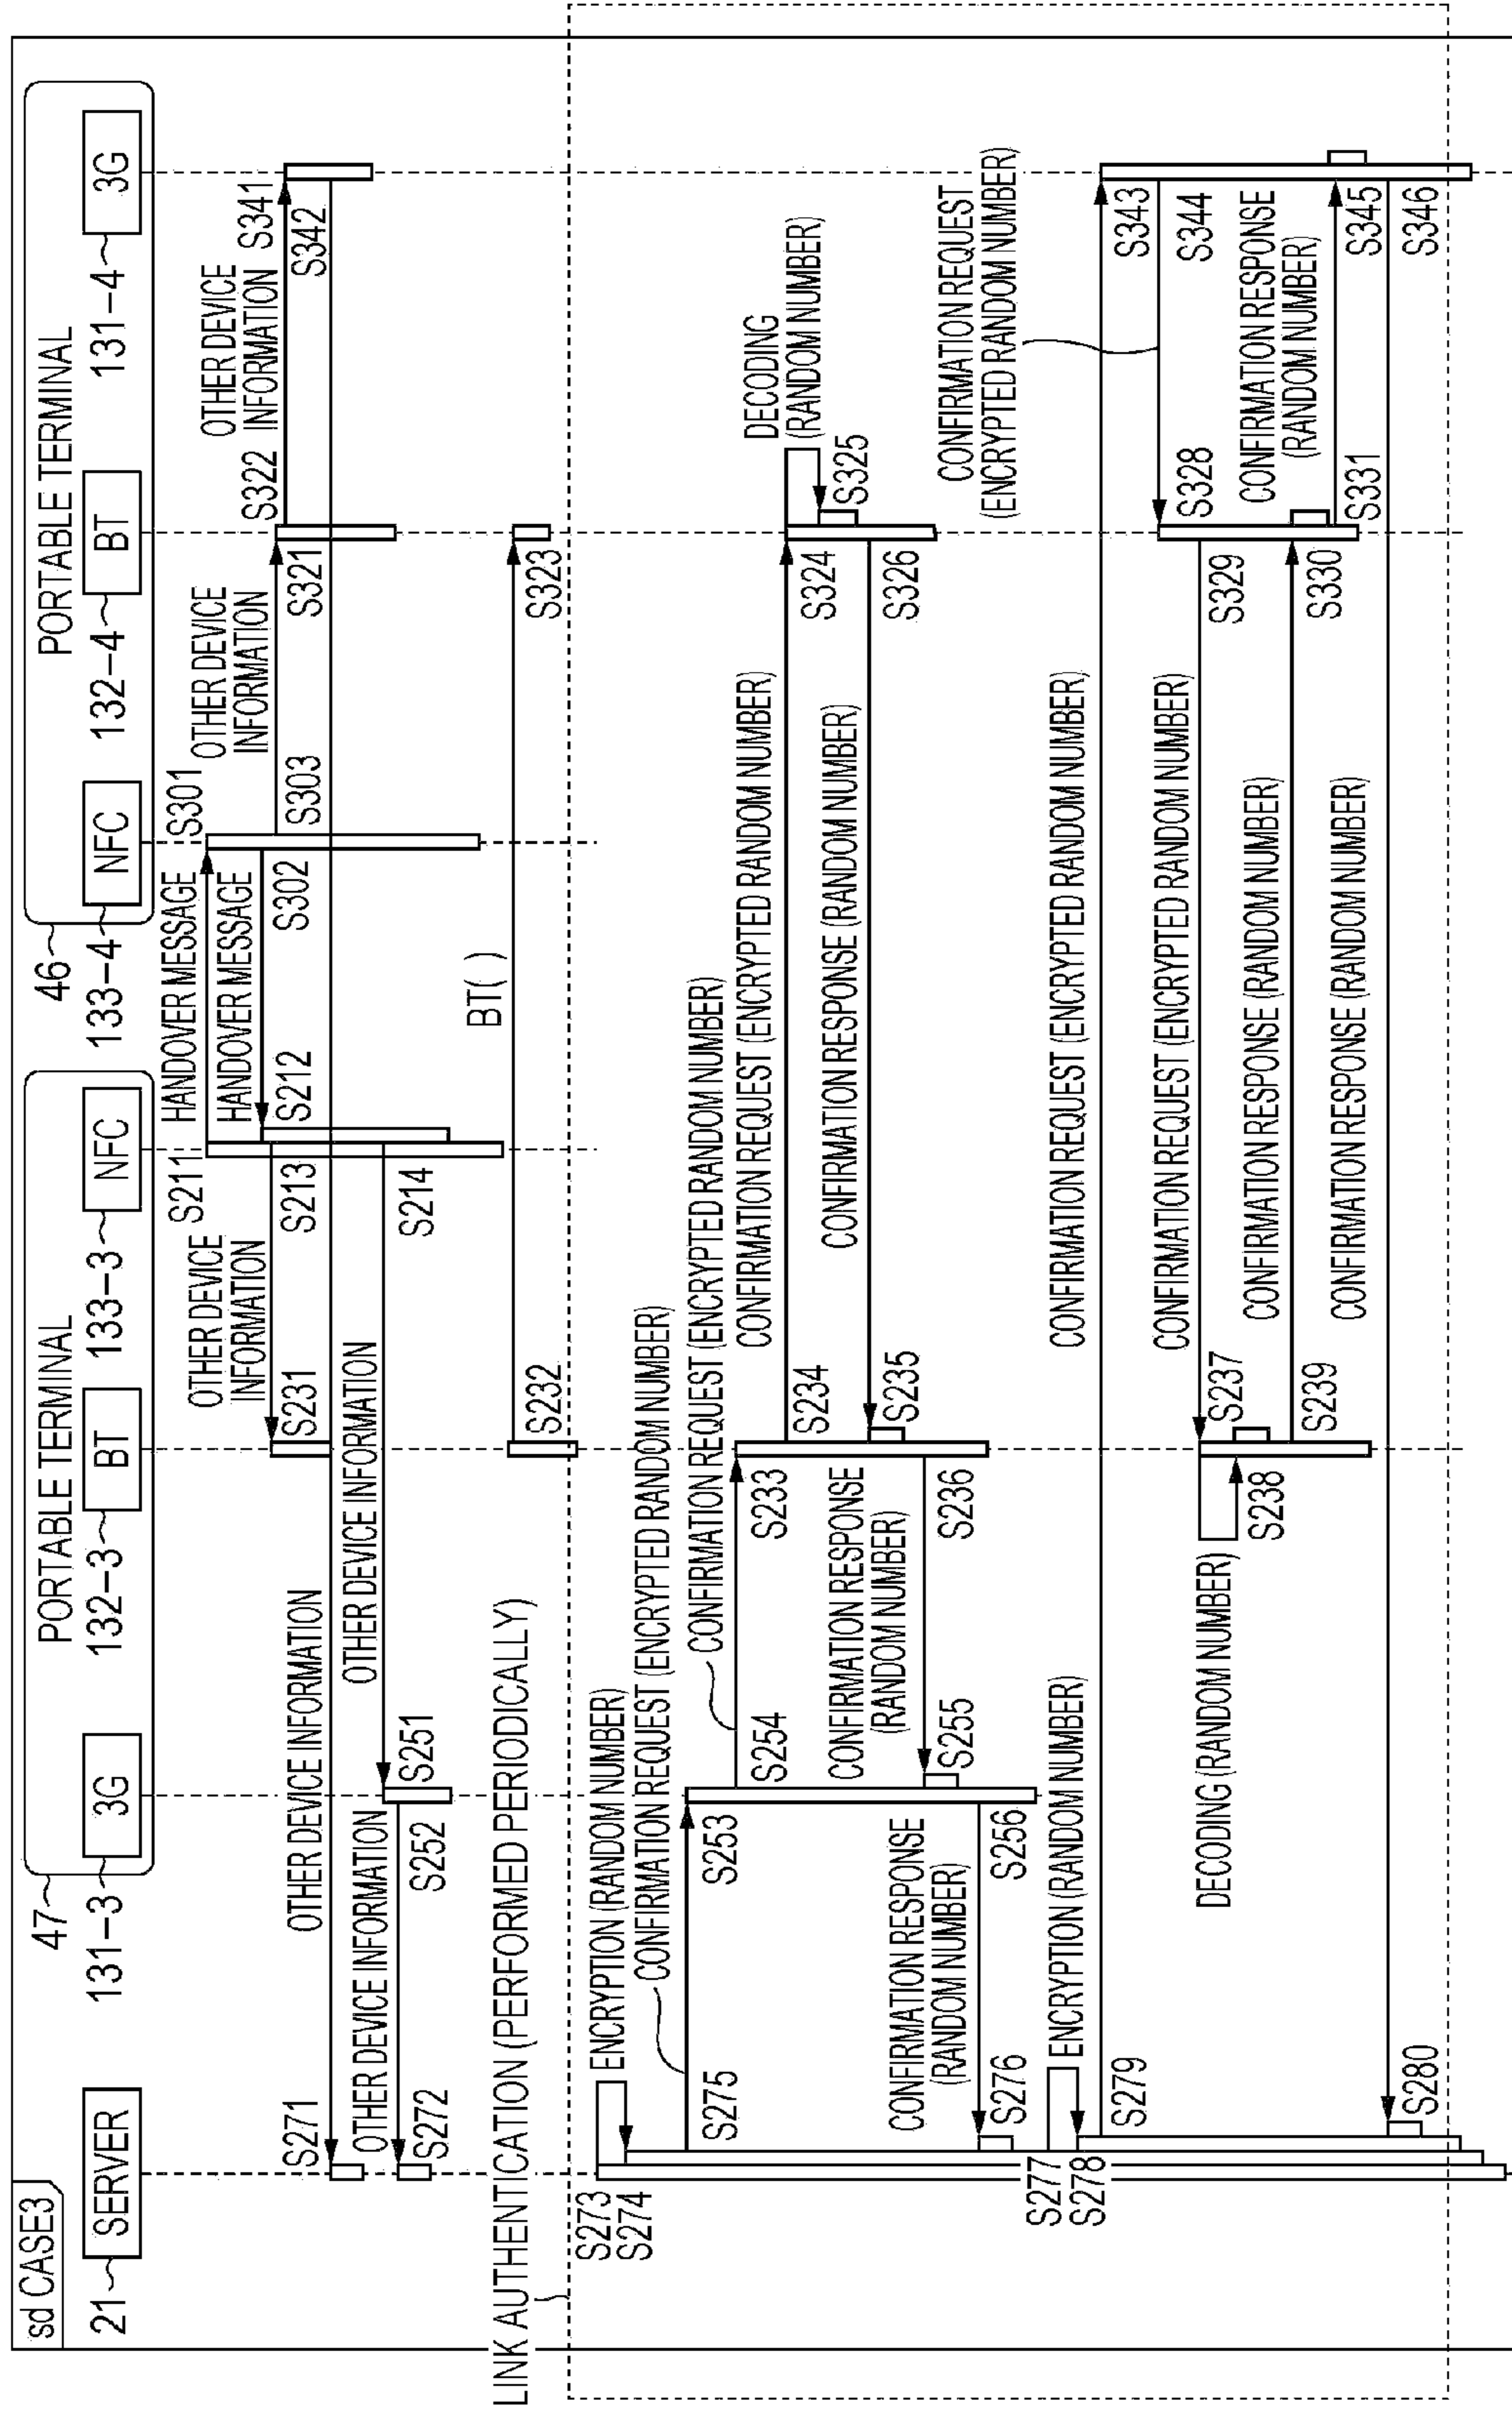 sd CASE3
21
SERVER
47
PORTABLE TERMINAL
131-3
3G
132-3
BT
133-3
NFC
46
PORTABLE TERMINAL
133-4
NFC
132-4
BT
131-4
3G
S211
HANDOVER MESSAGE
S301
HANDOVER MESSAGE
S212
S302
OTHER DEVICE
INFORMATION
S231
S213
S303
OTHER DEVICE
INFORMATION
S321
S322
OTHER DEVICE
INFORMATION
S341
S342
S271
OTHER DEVICE INFORMATION
OTHER DEVICE INFORMATION
S214
S251
OTHER DEVICE INFORMATION
S252
S272
BT( )
S232
S323
LINK AUTHENTICATION (PERFORMED PERIODICALLY)
S273
S274
ENCRYPTION (RANDOM NUMBER)
CONFIRMATION REQUEST (ENCRYPTED RANDOM NUMBER)
S275
S253
CONFIRMATION REQUEST (ENCRYPTED RANDOM NUMBER)
S254
S233
CONFIRMATION REQUEST (ENCRYPTED RANDOM NUMBER)
S234
S324
DECODING
(RANDOM NUMBER)
S325
CONFIRMATION RESPONSE (RANDOM NUMBER)
S235
S326
CONFIRMATION RESPONSE
(RANDOM NUMBER)
S255
S236
CONFIRMATION RESPONSE
(RANDOM NUMBER)
S276
S256
S277
S278
ENCRYPTION (RANDOM NUMBER)
CONFIRMATION REQUEST (ENCRYPTED RANDOM NUMBER)
S279
S343
CONFIRMATION REQUEST
(ENCRYPTED RANDOM NUMBER)
S328
S344
CONFIRMATION REQUEST (ENCRYPTED RANDOM NUMBER)
S237
S329
DECODING (RANDOM NUMBER)
S238
CONFIRMATION RESPONSE (RANDOM NUMBER)
S239
S330
CONFIRMATION RESPONSE
(RANDOM NUMBER)
S331
S345
CONFIRMATION RESPONSE (RANDOM NUMBER)
S280
S346